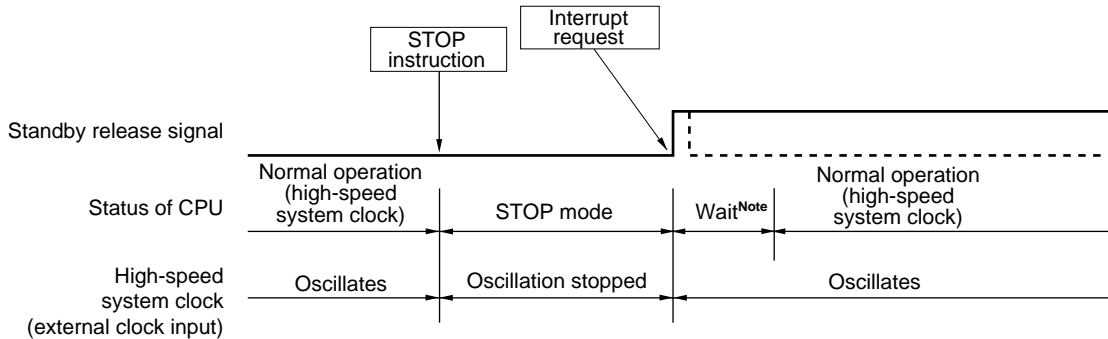 Interrupt
request
STOP
instruction
Standby release signal
Normal operation
(high-speed
system clock)
Normal operation
(high-speed
system clock)
Status of CPU
STOP mode
WaitNote
High-speed
system clock
(external clock input)
Oscillates
Oscillation stopped
Oscillates